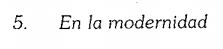 5. En la modernidad